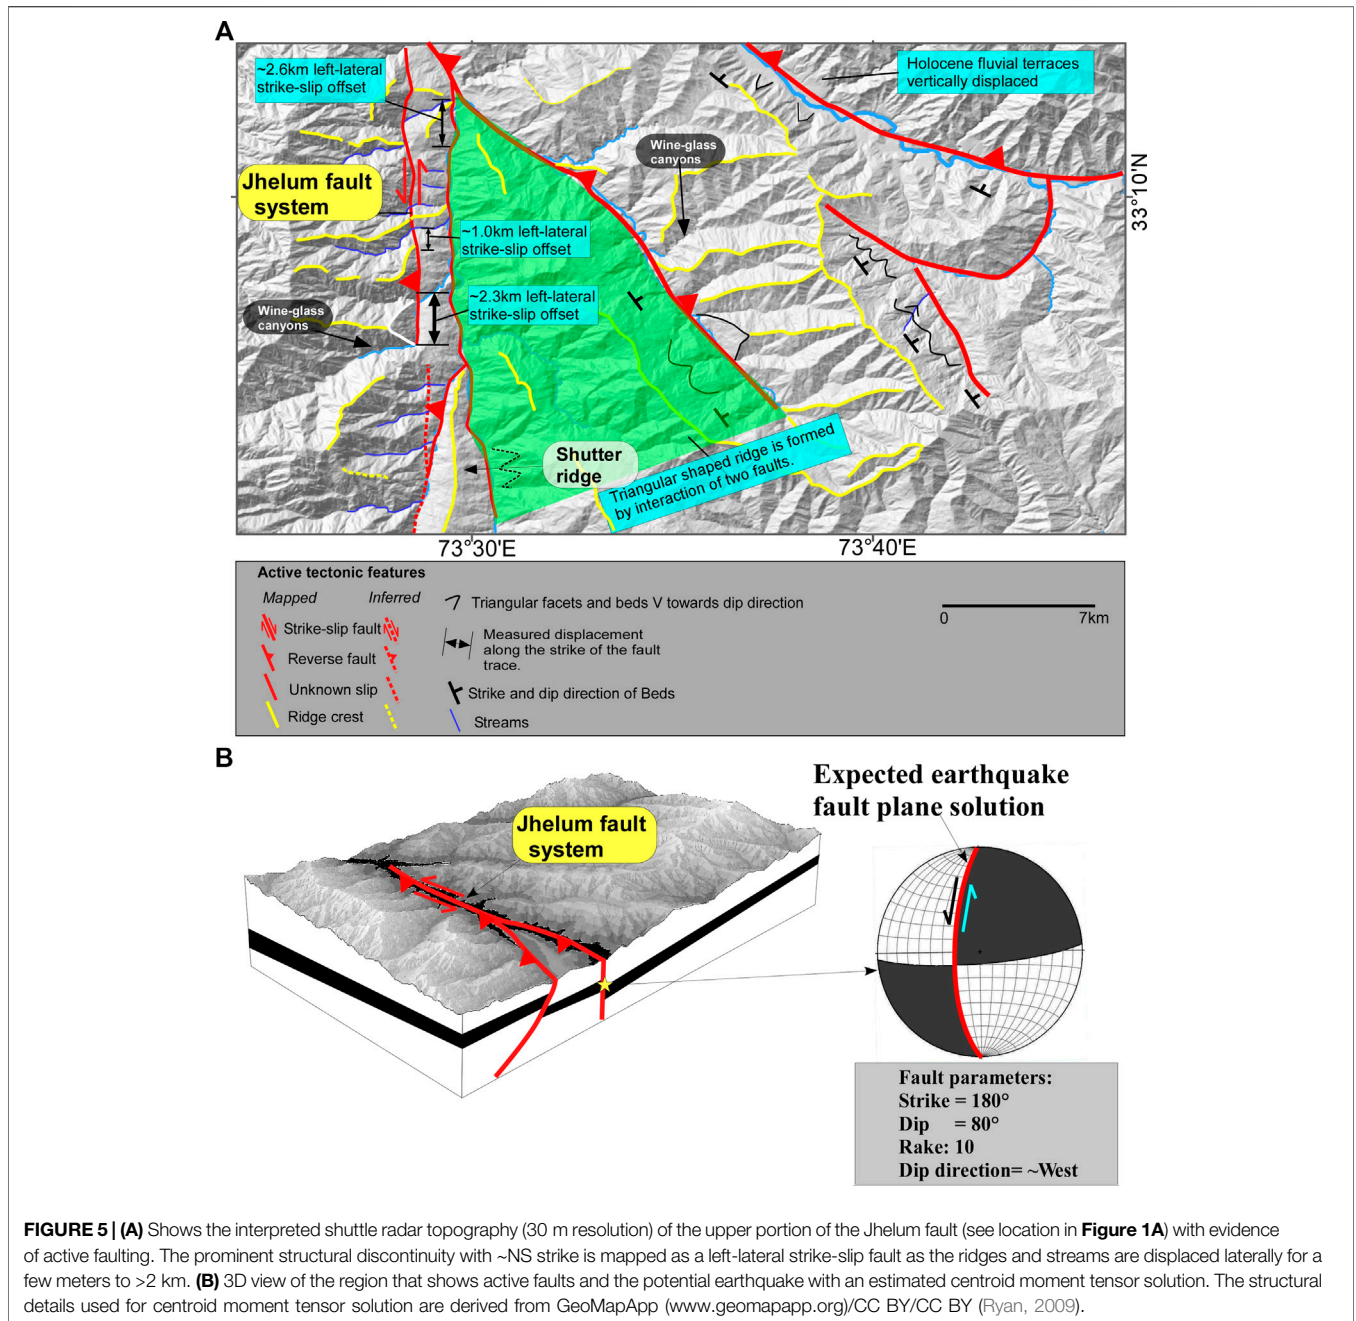 A
~2.6km left-lateral
strike-slip offset
Holocene fluvial terraces
vertically displaced
Wine-glass
canyons
Jhelum fault
system
33°10'N
~1.0km left-lateral
strike-slip offset
~2.3km left-lateral
strike-slip offset
Wine-glass
canyons
Shutter
ridge
Triangular shaped ridge is formed
by interaction of two faults.
73°30'E
73°40'E
Active tectonic features
Mapped
Inferred
Strike-slip fault
Reverse fault
Unknown slip
Ridge crest
Triangular facets and beds V towards dip direction
Measured displacement
along the strike of the fault
trace.
Strike and dip direction of Beds
Streams
0
7km
B
Jhelum fault
system
Expected earthquake
fault plane solution
Fault parameters:
Strike = 180°
Dip = 80°
Rake: 10
Dip direction= ~West
FIGURE 5 | (A) Shows the interpreted shuttle radar topography (30 m resolution) of the upper portion of the Jhelum fault (see location in Figure 1A) with evidence
of active faulting. The prominent structural discontinuity with ~NS strike is mapped as a left-lateral strike-slip fault as the ridges and streams are displaced laterally for a
few meters to >2 km. (B) 3D view of the region that shows active faults and the potential earthquake with an estimated centroid moment tensor solution. The structural
details used for centroid moment tensor solution are derived from GeoMapApp (www.geomapapp.org)/CC BY/CC BY (Ryan, 2009).